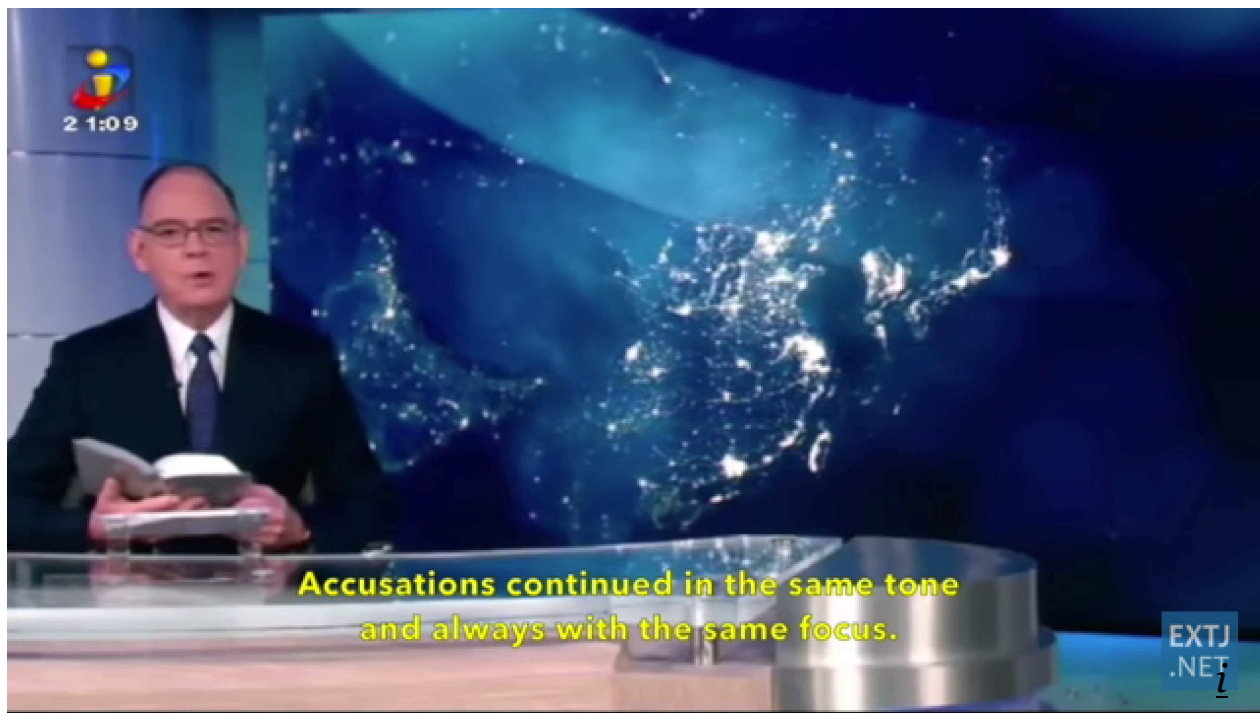 21:09
Accusations continued in the same tone
and always with the same focus.
EXTJ
.NET
i